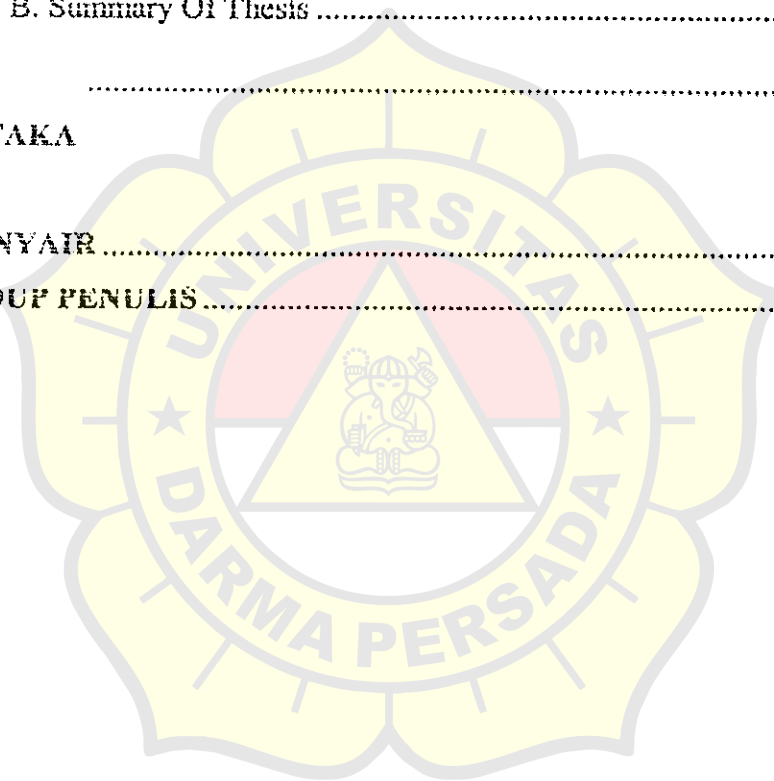 B. Summary Of Thesis ........................................................
................................................................................
TAKA
NYAIR ........................................................................
DUP PENULIS .................................................................
UNIVERSITAS
DARMA PERSADA